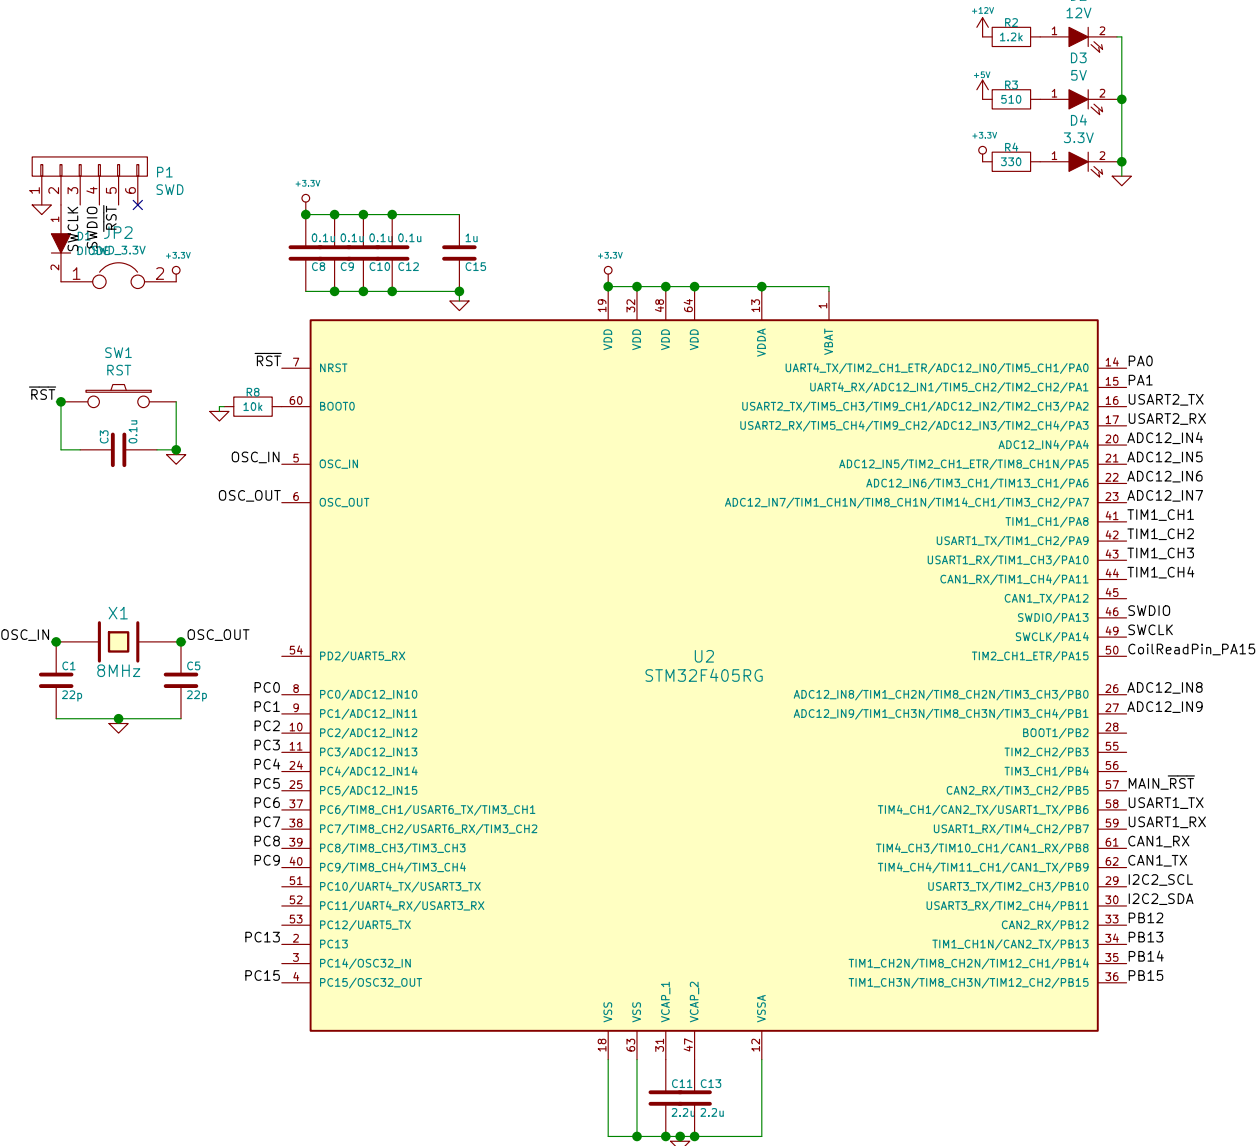 +12V
R2
1.2k
1
2
12V
D3
5V
+5V
R3
510
1
2
D4
3.3V
+3.3V
R4
330
1
2
P1
SWD
1
2
3
4
5
6
SWCLK
SWDIO
RST
1
2
JP2
SWD_3.3V
1
2
+3.3V
+3.3V
0.1u
0.1u
0.1u
0.1u
1u
C8
C9
C10
C12
C15
+3.3V
19
32
48
64
13
1
VDD
VDD
VDD
VDD
VDDA
VBAT
SW1
RST
RST
C3
0.1u
RST
7
NRST
R8
10k
60
BOOT0
OSC_IN
5
OSC_IN
OSC_OUT
6
OSC_OUT
X1
8MHz
OSC_IN
OSC_OUT
C1
22p
C5
22p
54
PD2/UART5_RX
PC0
8
PC0/ADC12_IN10
PC1
9
PC1/ADC12_IN11
PC2
10
PC2/ADC12_IN12
PC3
11
PC3/ADC12_IN13
PC4
24
PC4/ADC12_IN14
PC5
25
PC5/ADC12_IN15
PC6
37
PC6/TIM8_CH1/USART6_TX/TIM3_CH1
PC7
38
PC7/TIM8_CH2/USART6_RX/TIM3_CH2
PC8
39
PC8/TIM8_CH3/TIM3_CH3
PC9
40
PC9/TIM8_CH4/TIM3_CH4
51
PC10/UART4_TX/USART3_TX
52
PC11/UART4_RX/USART3_RX
53
PC12/UART5_TX
PC13
2
PC13
3
PC14/OSC32_IN
PC15
4
PC15/OSC32_OUT
U2
STM32F405RG
UART4_TX/TIM2_CH1_ETR/ADC12_IN0/TIM5_CH1/PA0
14
PA0
UART4_RX/ADC12_IN1/TIM5_CH2/TIM2_CH2/PA1
15
PA1
USART2_TX/TIM5_CH3/TIM9_CH1/ADC12_IN2/TIM2_CH3/PA2
16
USART2_TX
USART2_RX/TIM5_CH4/TIM9_CH2/ADC12_IN3/TIM2_CH4/PA3
17
USART2_RX
ADC12_IN4/PA4
20
ADC12_IN4
ADC12_IN5/TIM2_CH1_ETR/TIM8_CH1N/PA5
21
ADC12_IN5
ADC12_IN6/TIM3_CH1/TIM13_CH1/PA6
22
ADC12_IN6
ADC12_IN7/TIM1_CH1N/TIM8_CH1N/TIM14_CH1/TIM3_CH2/PA7
23
ADC12_IN7
TIM1_CH1/PA8
41
TIM1_CH1
USART1_TX/TIM1_CH2/PA9
42
TIM1_CH2
USART1_RX/TIM1_CH3/PA10
43
TIM1_CH3
CAN1_RX/TIM1_CH4/PA11
44
TIM1_CH4
CAN1_TX/PA12
45
SWDIO/PA13
46
SWDIO
SWCLK/PA14
49
SWCLK
TIM2_CH1_ETR/PA15
50
CoilReadPin_PA15
ADC12_IN8/TIM1_CH2N/TIM8_CH2N/TIM3_CH3/PB0
26
ADC12_IN8
ADC12_IN9/TIM1_CH3N/TIM8_CH3N/TIM3_CH4/PB1
27
ADC12_IN9
BOOT1/PB2
28
TIM2_CH2/PB3
55
TIM3_CH1/PB4
56
CAN2_RX/TIM3_CH2/PB5
57
MAIN_RST
TIM4_CH1/CAN2_TX/USART1_TX/PB6
58
USART1_TX
USART1_RX/TIM4_CH2/PB7
59
USART1_RX
TIM4_CH3/TIM10_CH1/CAN1_RX/PB8
61
CAN1_RX
TIM4_CH4/TIM11_CH1/CAN1_TX/PB9
62
CAN1_TX
USART3_TX/TIM2_CH3/PB10
29
I2C2_SCL
USART3_RX/TIM2_CH4/PB11
30
I2C2_SDA
CAN2_RX/PB12
33
PB12
TIM1_CH1N/CAN2_TX/PB13
34
PB13
TIM1_CH2N/TIM8_CH2N/TIM12_CH1/PB14
35
PB14
TIM1_CH3N/TIM8_CH3N/TIM12_CH2/PB15
36
PB15
VSS
VSS
VCAP_1
VCAP_2
VSSA
18
63
31
47
12
C11
C13
2.2u
2.2u